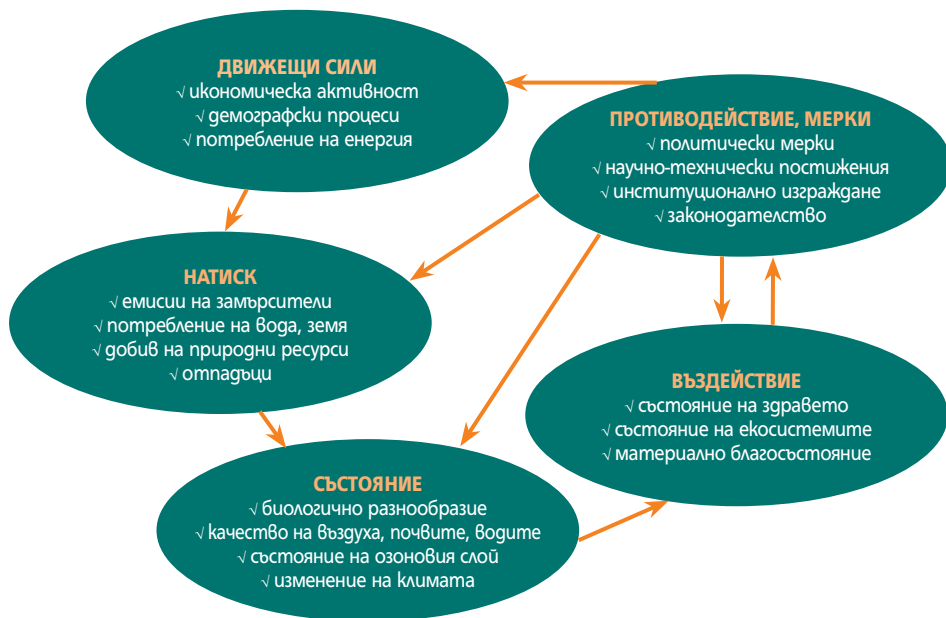 ДВИЖЕЩИ СИЛИ
√ икономическа активност
√ демографски процеси
√ потребление на енергия
ПРОТИВОДЕЙСТВИЕ, МЕРКИ
√ политически мерки
√ научно-технически постижения
√ институционално изграждане
√ законодателство
НАТИСК
√ емисии на замърсители
√ потребление на вода, земя
√ добив на природни ресурси
√ отпадъци
ВЪЗДЕЙСТВИЕ
√ състояние на здравето
√ състояние на екосистемите
√ материално благосъстояние
СЪСТОЯНИЕ
√ биологично разнообразие
√ качество на въздуха, почвите, водите
√ състояние на озоновия слой
√ изменение на климата